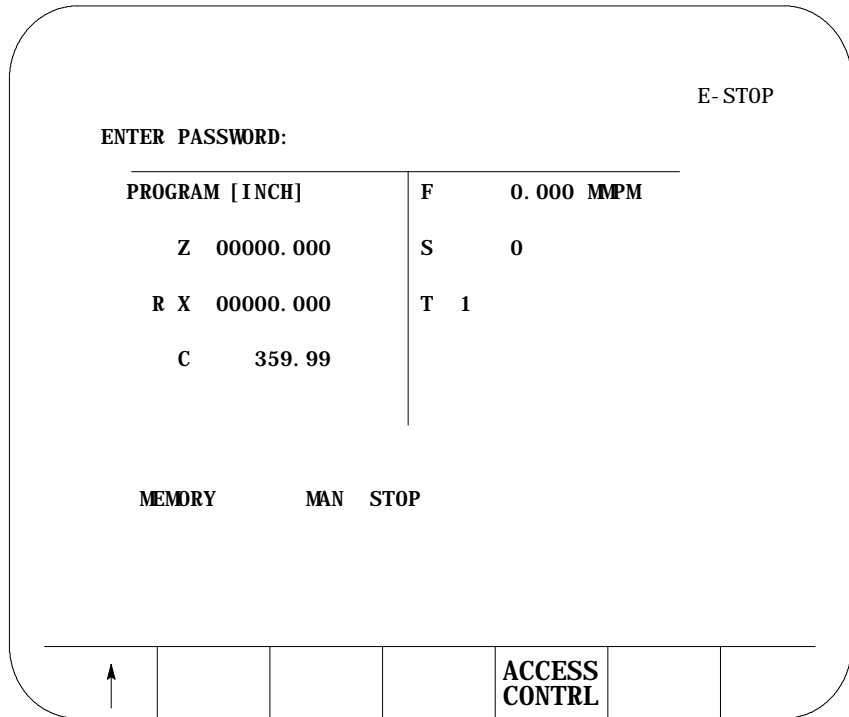 E-STOP
ENTER PASSWORD:
PROGRAM [INCH] F 0.000 MMPM
Z 00000.000 S 0
R X 00000.000 T 1
C 359.99
MEMORY MAN STOP
ACCESS
CONTRL